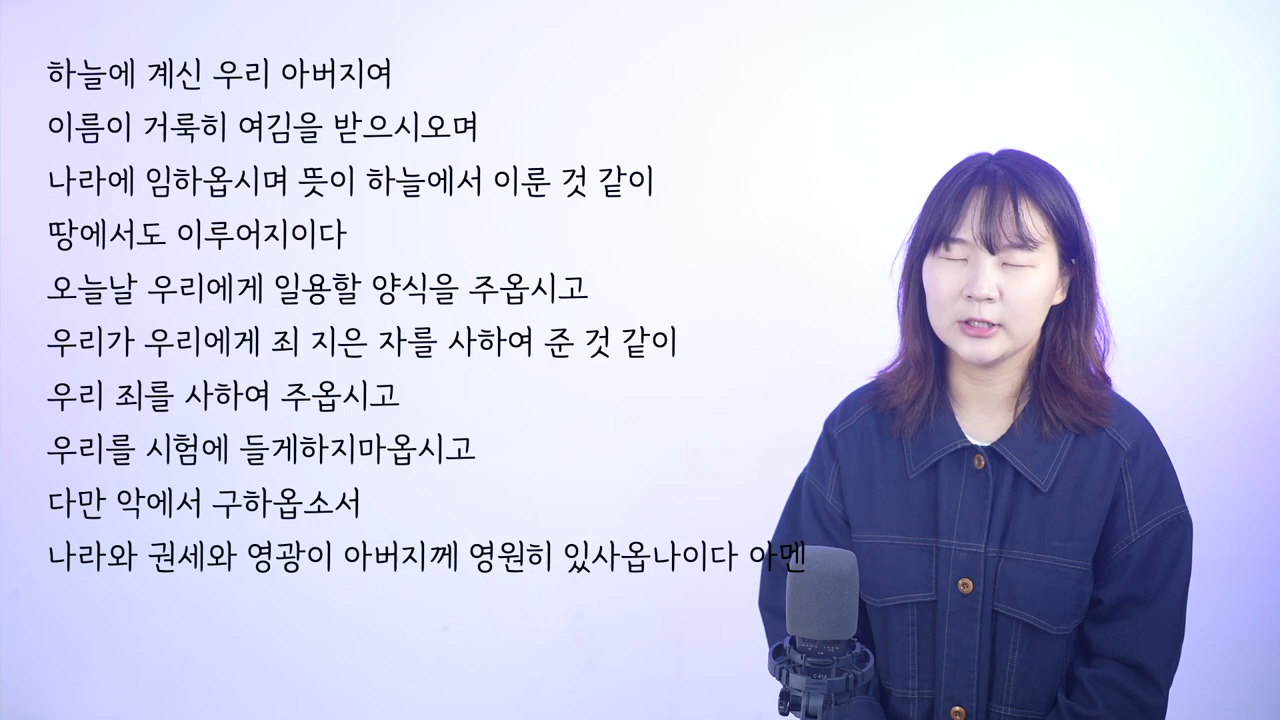 하늘에 계신 우리 아버지여
이름이 거룩히 여김을 받으시오며
나라에 임하옵시며 뜻이 하늘에서 이룬 것 같이
땅에서도 이루어지이다
오늘날 우리에게 일용할 양식을 주옵시고
우리가 우리에게 죄 지은 자를 사하여 준 것 같이
우리 죄를 사하여 주옵시고
우리를 시험에 들게하지마옵시고
다만 악에서 구하옵소서
나라와 권세와 영광이 아버지께 영원히 있사옵나이다 아멘